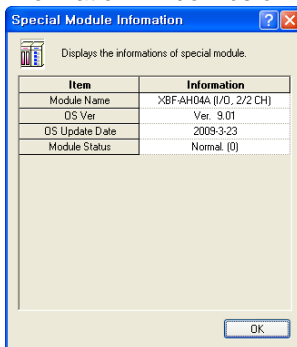 Special Module Infomation
Displays the informations of special module.
Item Information
Module Name XBF-AH04A (I/O, 2/2 CH)
OS Ver Ver. 9.01
OS Update Date 2009-3-23
Module Status Normal. (0)
OK